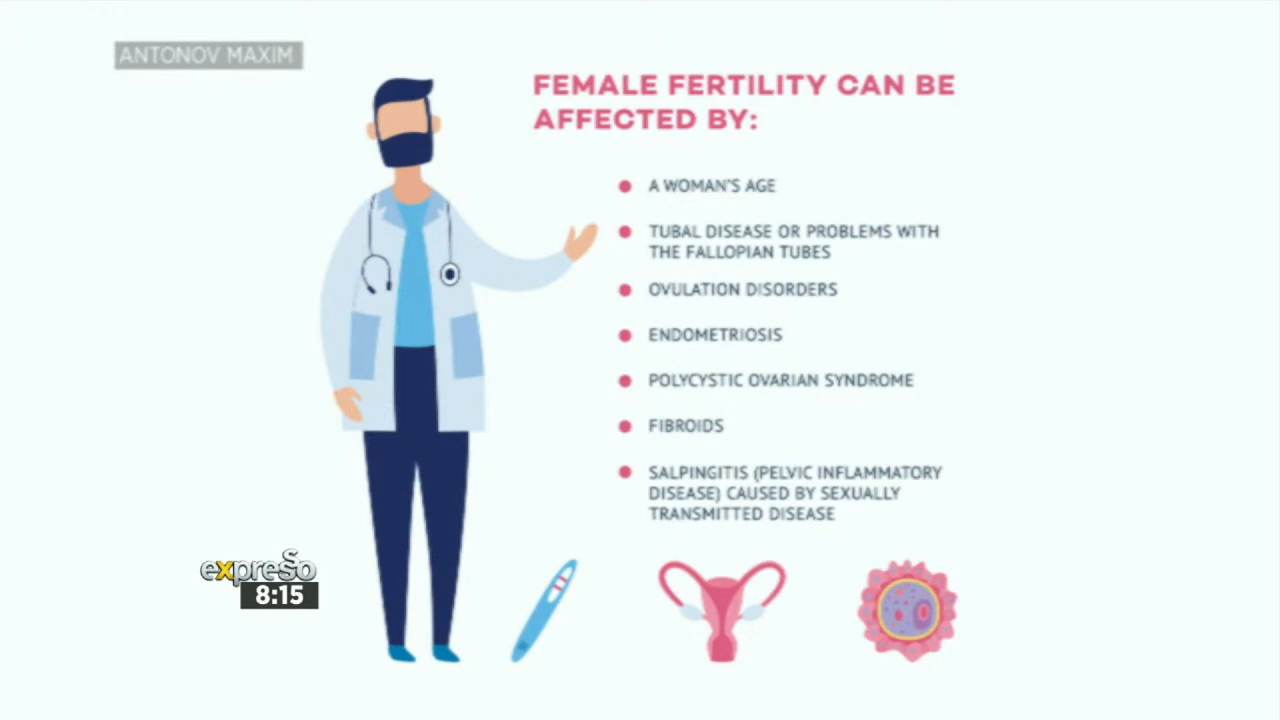 ANTONOV MAXIM
FEMALE FERTILITY CAN BE
AFFECTED BY:
A WOMAN'S AGE
TUBAL DISEASE OR PROBLEMS WITH
THE FALLOPIAN TUBES
OVULATION DISORDERS
ENDOMETRIOSIS
POLYCYSTIC OVARIAN SYNDROME
FIBROIDS
SALPINGITIS (PELVIC INFLAMMATORY
DISEASE) CAUSED BY SEXUALLY
TRANSMITTED DISEASE
expresso
8:15